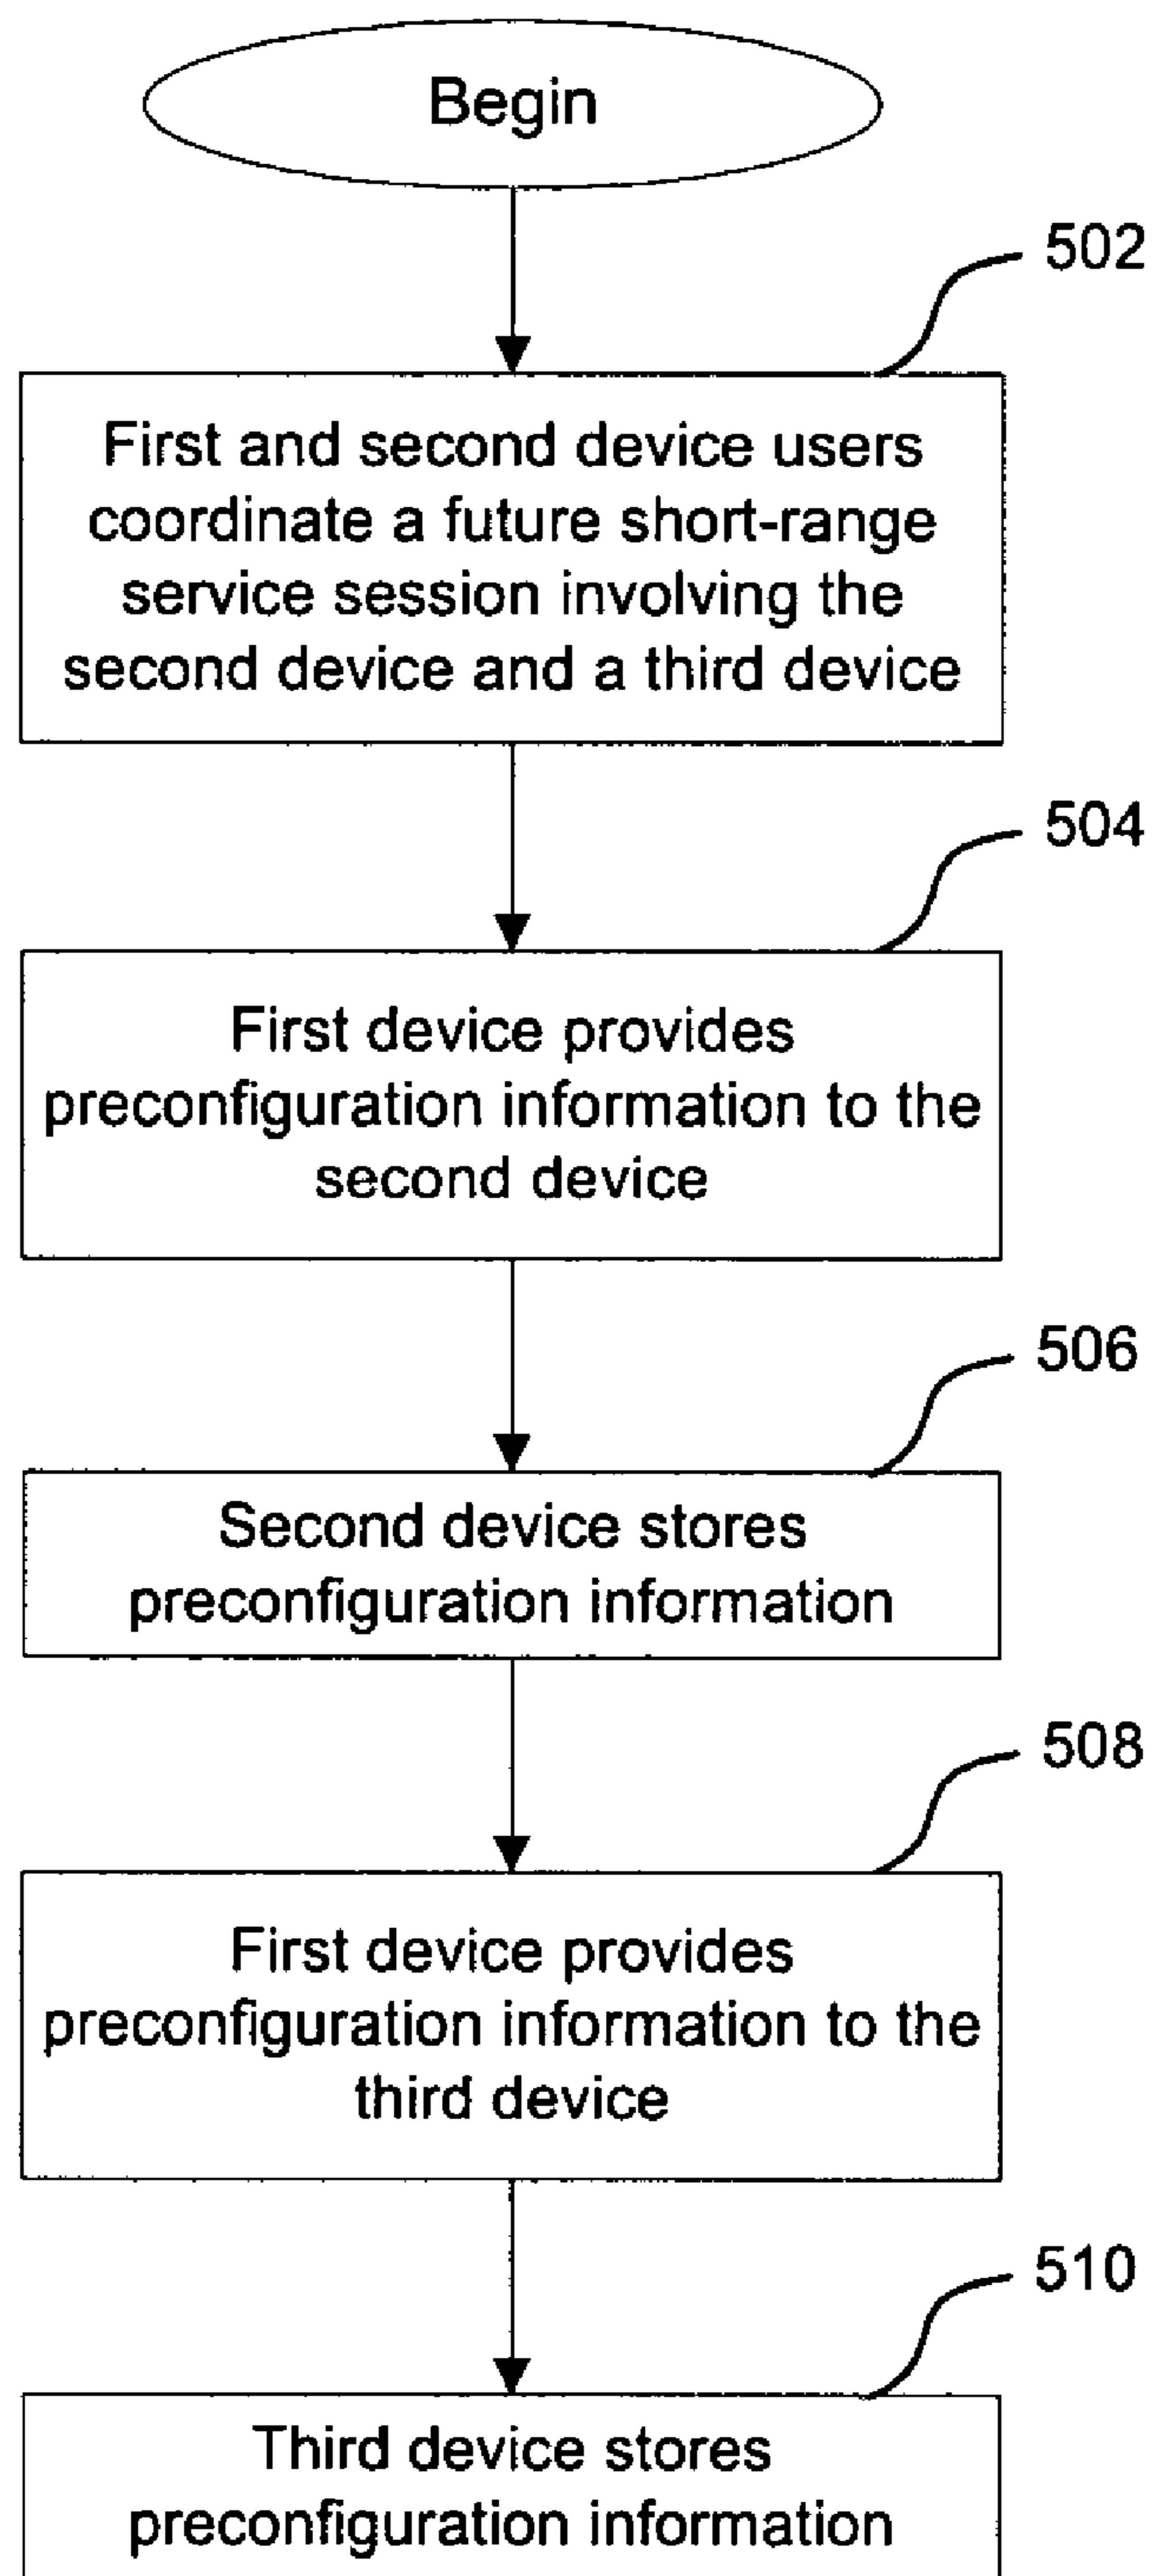 Begin
502
First and second device users
coordinate a future short-range
service session involving the
second device and a third device
504
First device provides
preconfiguration information to the
second device
506
Second device stores
preconfiguration information
508
First device provides
preconfiguration information to the
third device
510
Third device stores
preconfiguration information